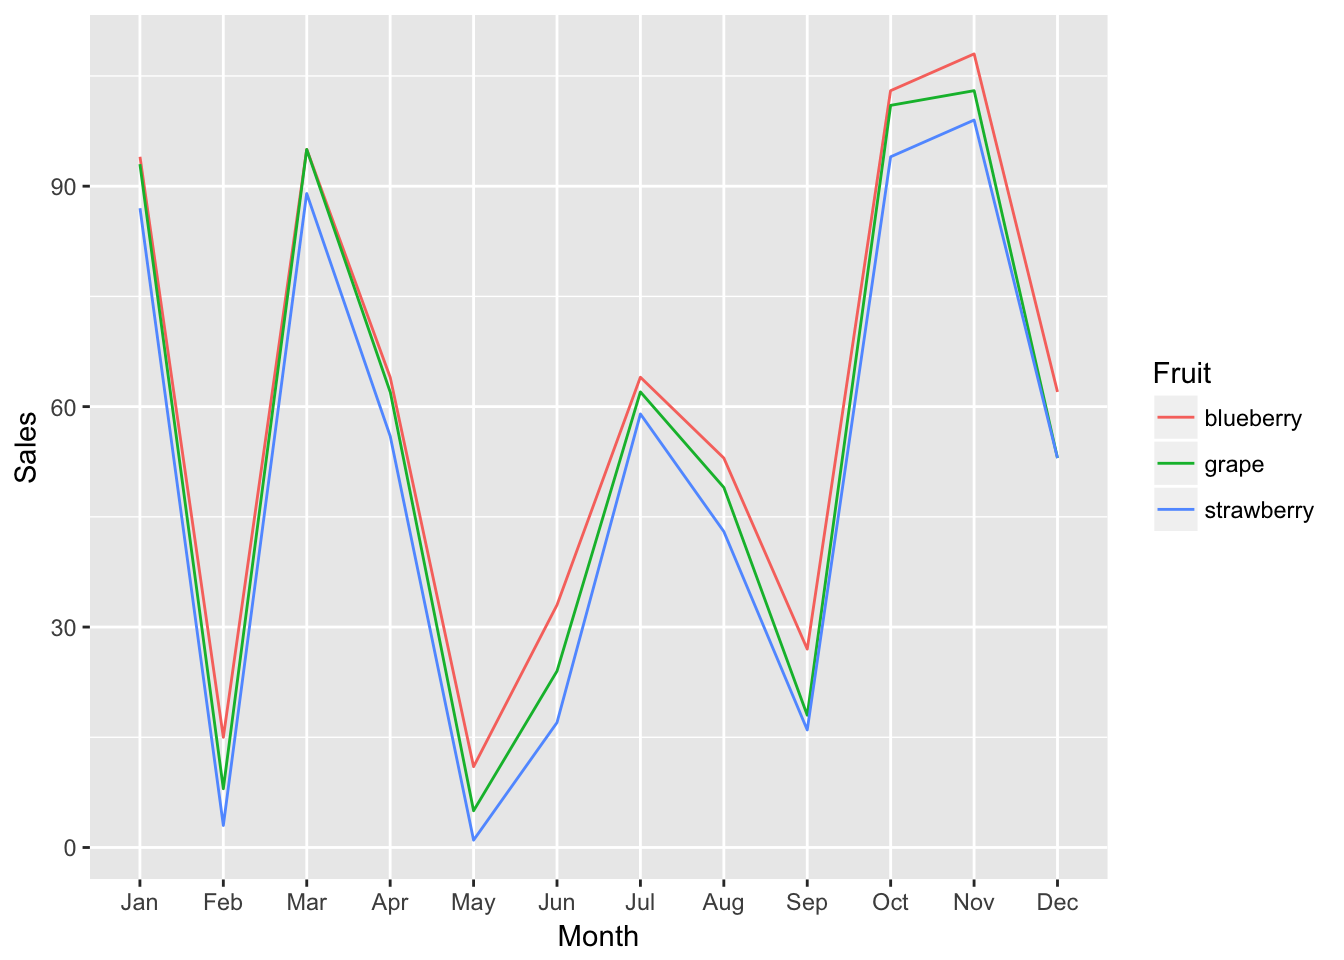 Sales
90
60
30
0
Jan Feb Mar Apr May Jun Jul Aug Sep Oct Nov Dec
Month
Fruit
blueberry
grape
strawberry